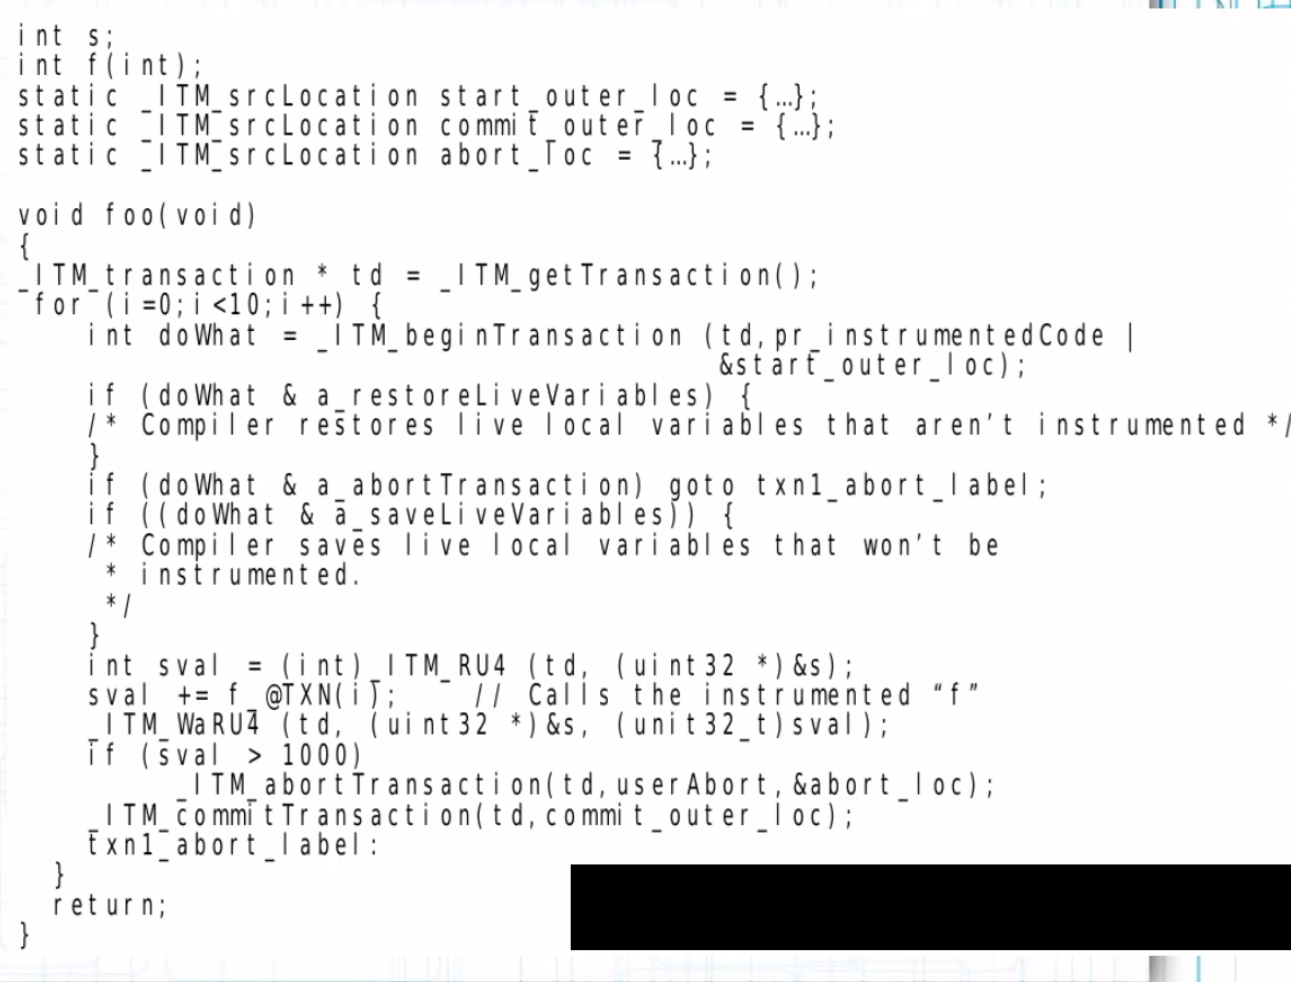 int s;
int f(int);
static _ITM_srcLocation start_outer_loc = {…};
static _ITM_srcLocation commit_outer_loc = {…};
static _ITM_srcLocation abort_loc = {…};
void foo(void)
{
_ITM_transaction * td = _ITM_getTransaction();
for (i=0;i<10;i++) {
int doWhat = _ITM_beginTransaction (td,pr_instrumentedCode |
&start_outer_loc);
if (doWhat & a_restoreLiveVariables) {
/* Compiler restores live local variables that aren't instrumented */
}
if (doWhat & a_abortTransaction) goto txn1_abort_label;
if ((doWhat & a_saveLiveVariables)) {
/* Compiler saves live local variables that won't be
* instrumented.
*/
}
int sval = (int)_ITM_RU4 (td, (uint32 *)&s);
sval += f_@TXN(i); // Calls the instrumented “f”
_ITM_WaRU4 (td, (uint32 *)&s, (unit32_t)sval);
if (sval > 1000)
_ITM_abortTransaction(td,userAbort,&abort_loc);
_ITM_commitTransaction(td,commit_outer_loc);
txn1_abort_label:
}
return;
}